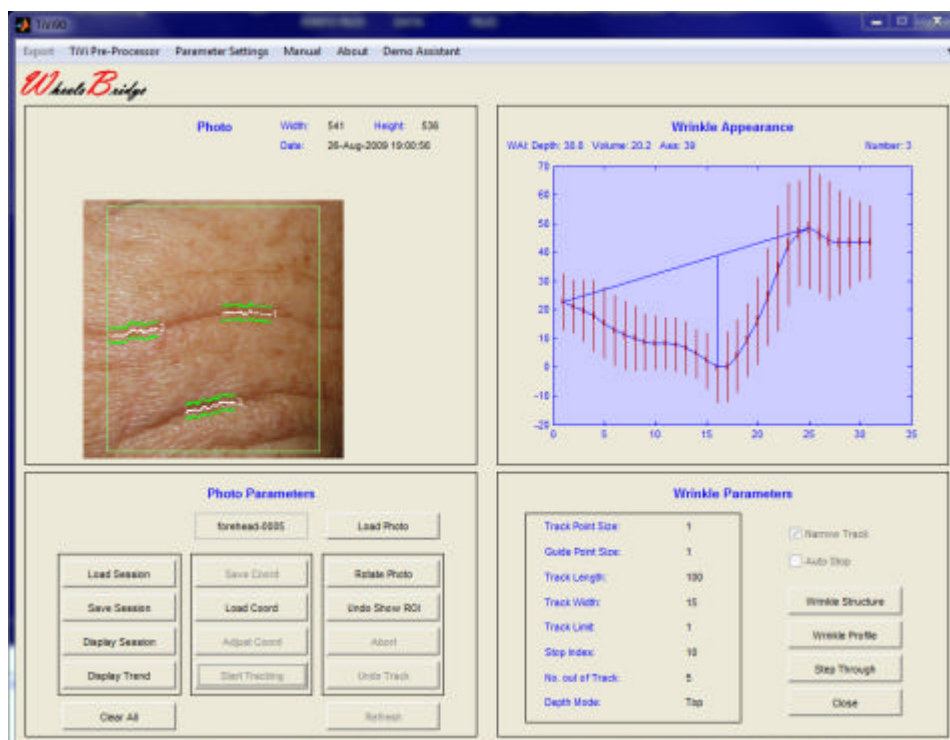 TiVi90
Export TiVi Pre-Processor Parameter Settings Manual About Demo Assistant
WheelsBridge
Photo Width: 541 Height: 536
Date: 26-Aug-2009 19:00:56
Wrinkle Appearance
WAI: Depth: 38.8 Volume: 20.2 Area: 39 Number: 3
70
60
50
40
30
20
10
0
-10
-20
0 5 10 15 20 25 30 35
Photo Parameters
forehead-0005 Load Photo
Load Session Save Coord Rotate Photo
Save Session Load Coord Undo Show ROI
Display Session Adjust Coord Abort
Display Trend Start Tracking Undo Track
Clear All Refresh
Wrinkle Parameters
Track Point Size: 1
Guide Point Size: 1
Track Length: 100
Track Width: 15
Track Limit: 1
Stop Index: 10
No. out of Track: 5
Depth Mode: Top
Narrow Track
Auto Stop
Wrinkle Structure
Wrinkle Profile
Step Through
Close